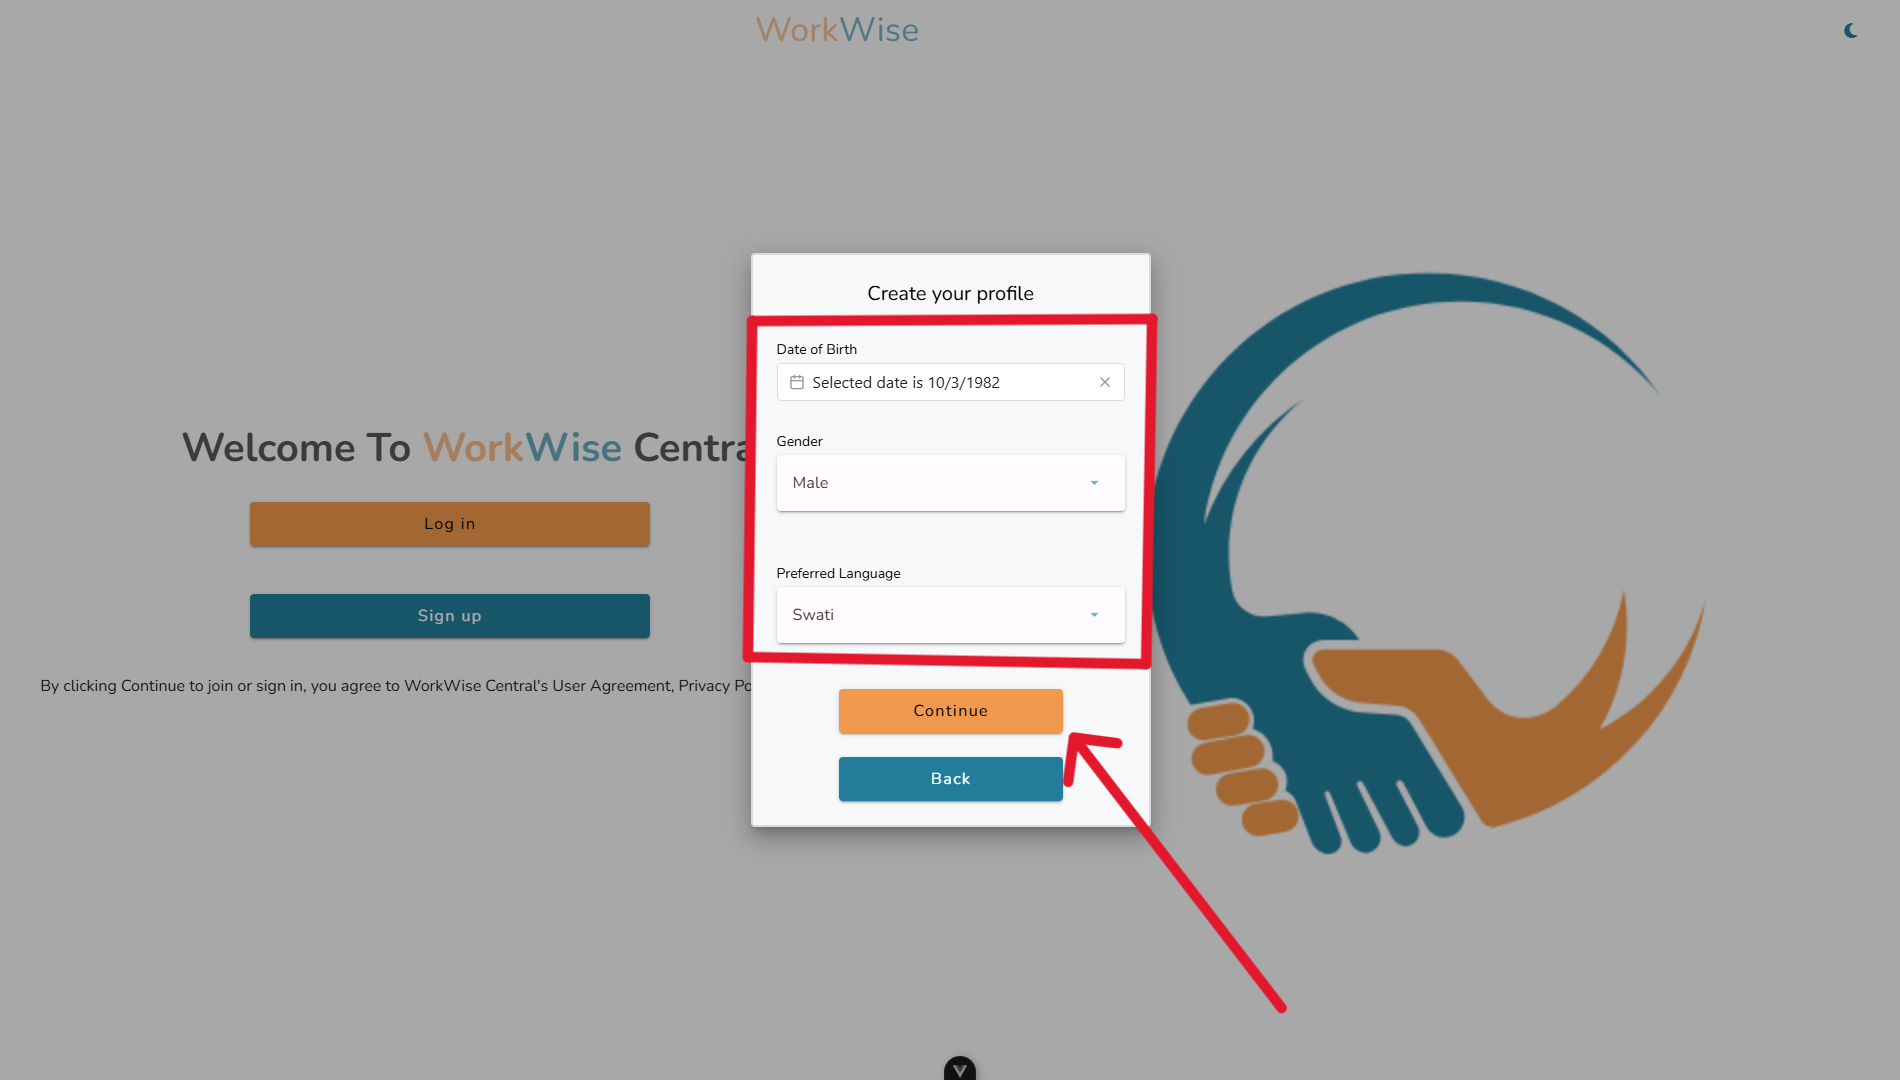 WorkWise
Create your profile
Date of Birth
Selected date is 10/3/1982
Gender
Male
Welcome To WorkWise Centra
Log in
Preferred Language
Swati
Sign up
By clicking Continue to join or sign in, you agree to WorkWise Central's User Agreement, Privacy Po
Continue
Back